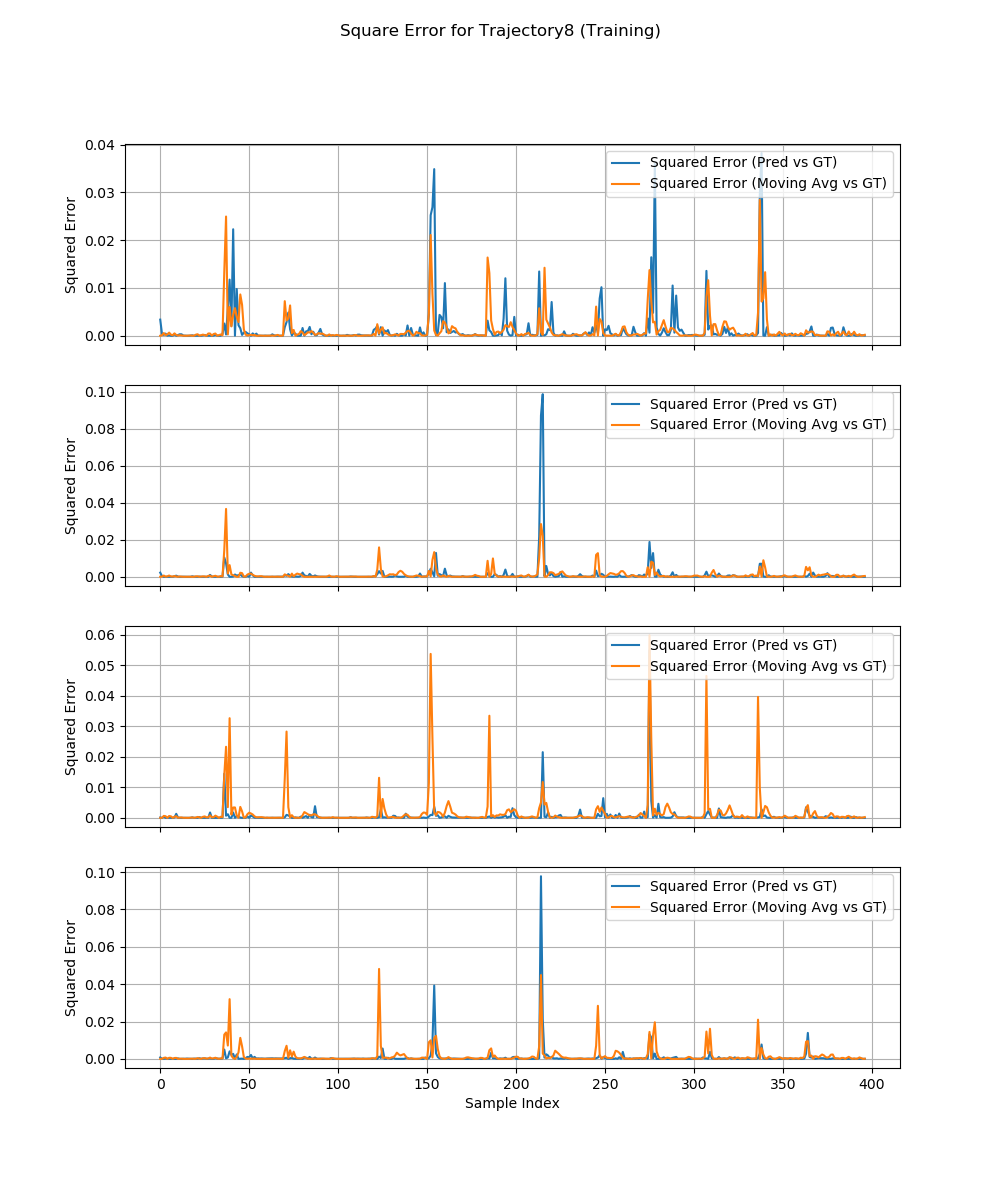 Square Error for Trajectory8 (Training)
0.04
0.03
0.02
0.01
0.00
Squared Error
Squared Error (Pred vs GT)
Squared Error (Moving Avg vs GT)
0.10
0.08
0.06
0.04
0.02
0.00
Squared Error
Squared Error (Pred vs GT)
Squared Error (Moving Avg vs GT)
0.06
0.05
0.04
0.03
0.02
0.01
0.00
Squared Error
Squared Error (Pred vs GT)
Squared Error (Moving Avg vs GT)
0.10
0.08
0.06
0.04
0.02
0.00
Squared Error
Squared Error (Pred vs GT)
Squared Error (Moving Avg vs GT)
0 50 100 150 200 250 300 350 400
Sample Index